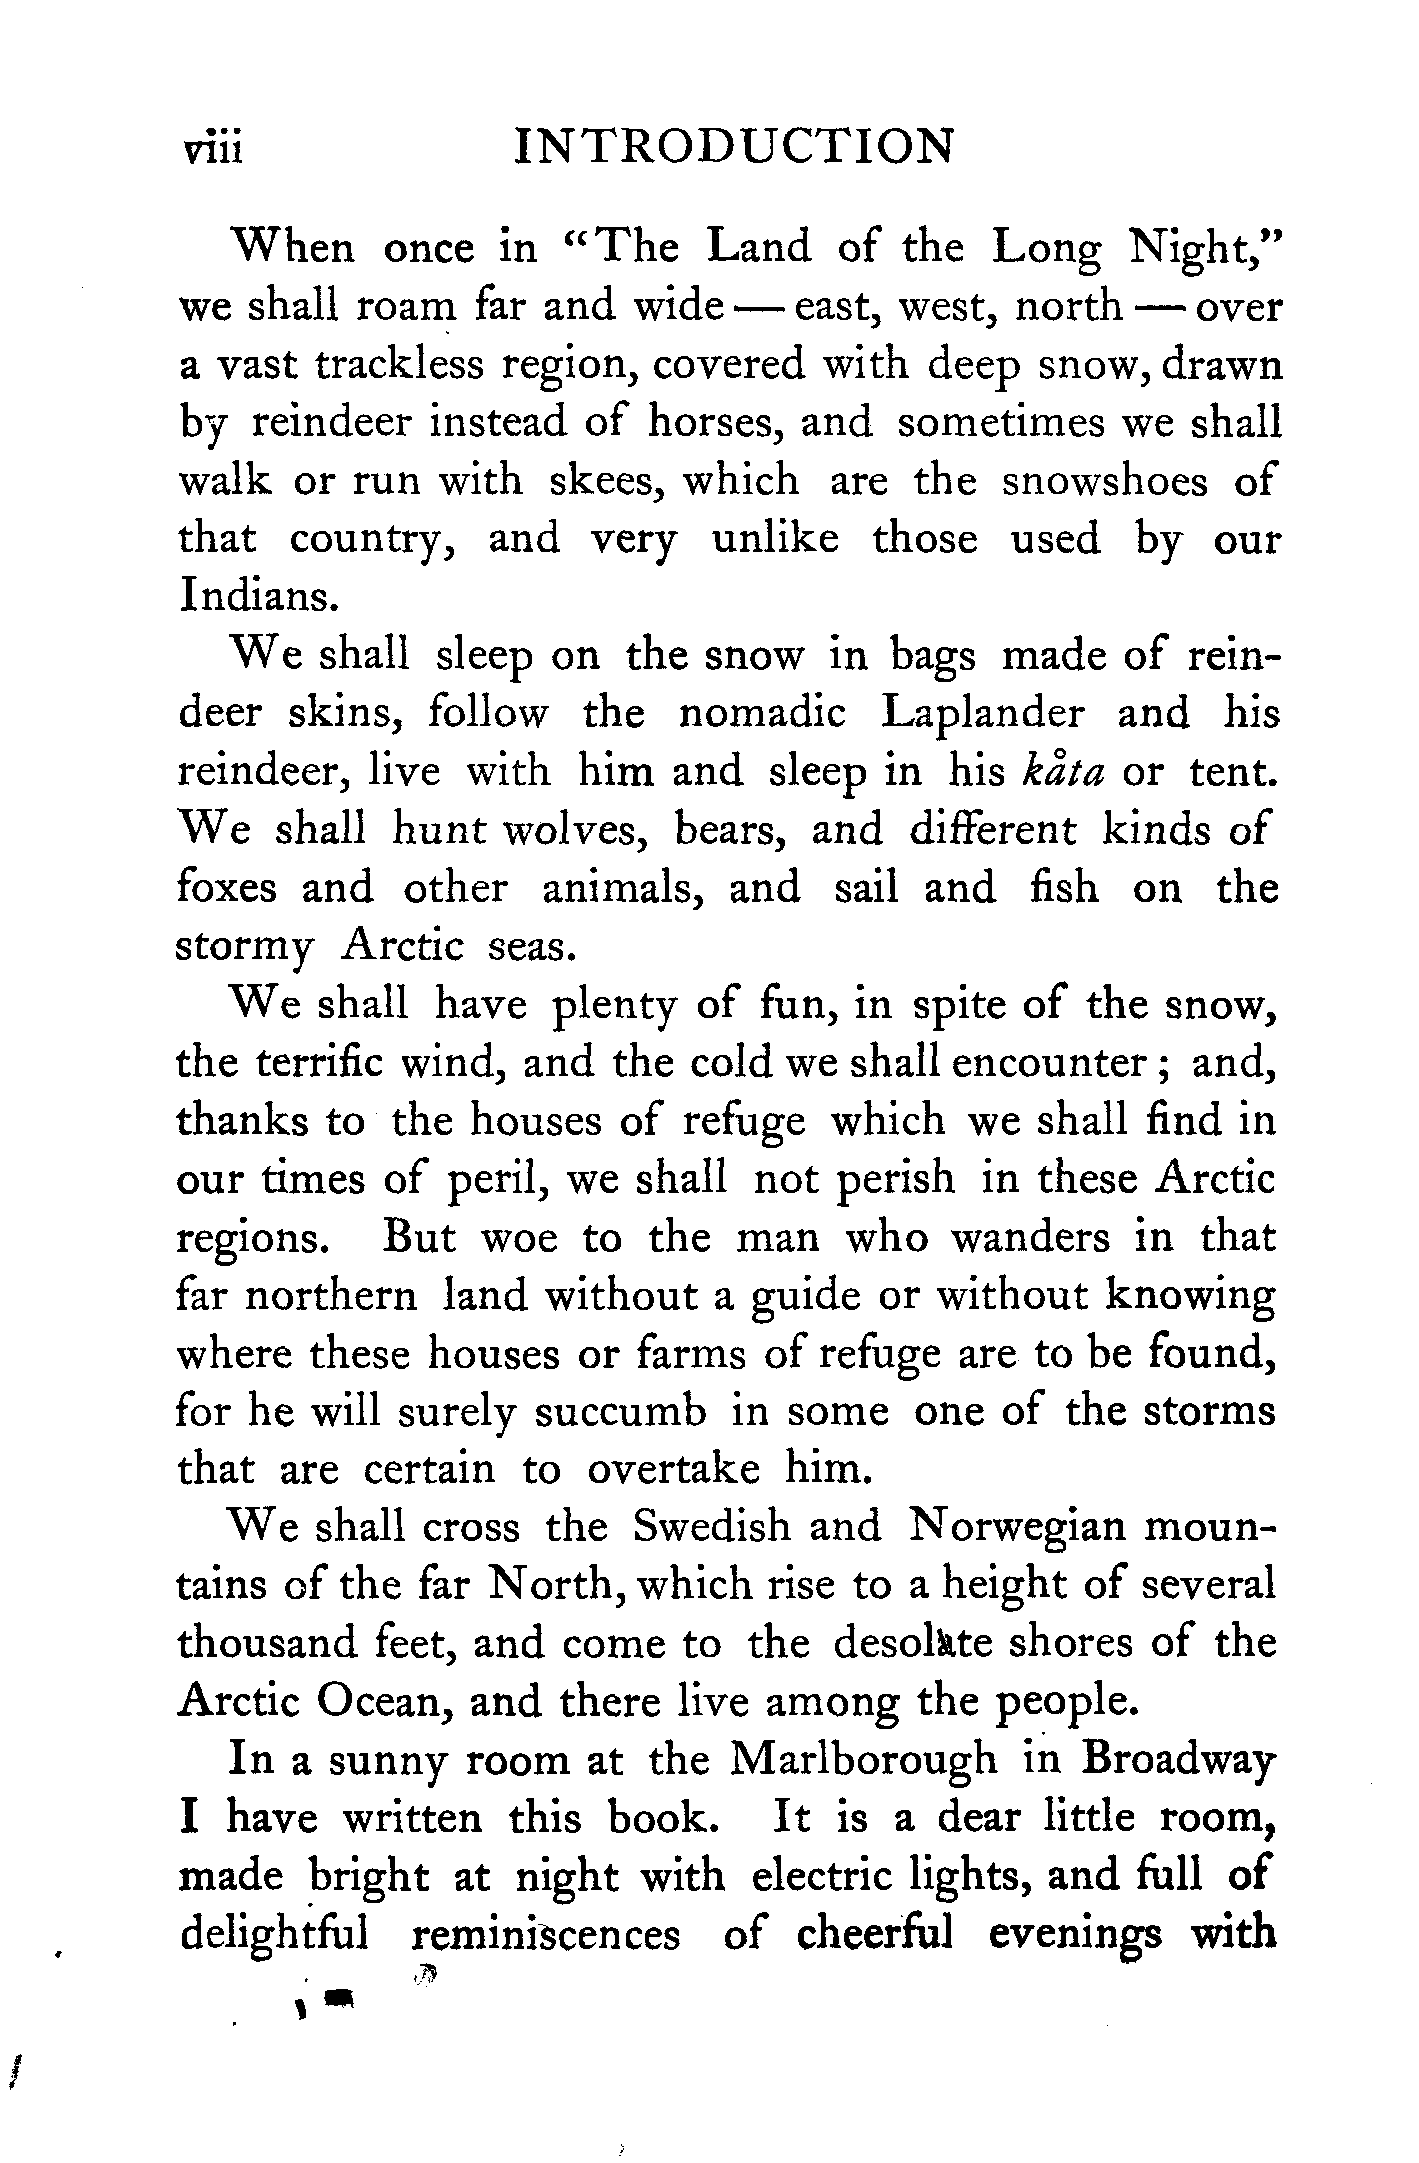 viii INTRODUCTION
When once in “The Land of the Long Night,”
we shall roam far and wide — east, west, north — over
a vast trackless region, covered with deep snow, drawn
by reindeer instead of horses, and sometimes we shall
walk or run with skees, which are the snowshoes of
that country, and very unlike those used by our
Indians.
We shall sleep on the snow in bags made of rein-
deer skins, follow the nomadic Laplander and his
reindeer, live with him and sleep in his kåta or tent.
We shall hunt wolves, bears, and different kinds of
foxes and other animals, and sail and fish on the
stormy Arctic seas.
We shall have plenty of fun, in spite of the snow,
the terrific wind, and the cold we shall encounter; and,
thanks to the houses of refuge which we shall find in
our times of peril, we shall not perish in these Arctic
regions. But woe to the man who wanders in that
far northern land without a guide or without knowing
where these houses or farms of refuge are to be found,
for he will surely succumb in some one of the storms
that are certain to overtake him.
We shall cross the Swedish and Norwegian moun-
tains of the far North, which rise to a height of several
thousand feet, and come to the desolate shores of the
Arctic Ocean, and there live among the people.
In a sunny room at the Marlborough in Broadway
I have written this book. It is a dear little room,
made bright at night with electric lights, and full of
delightful reminiscences of cheerful evenings with